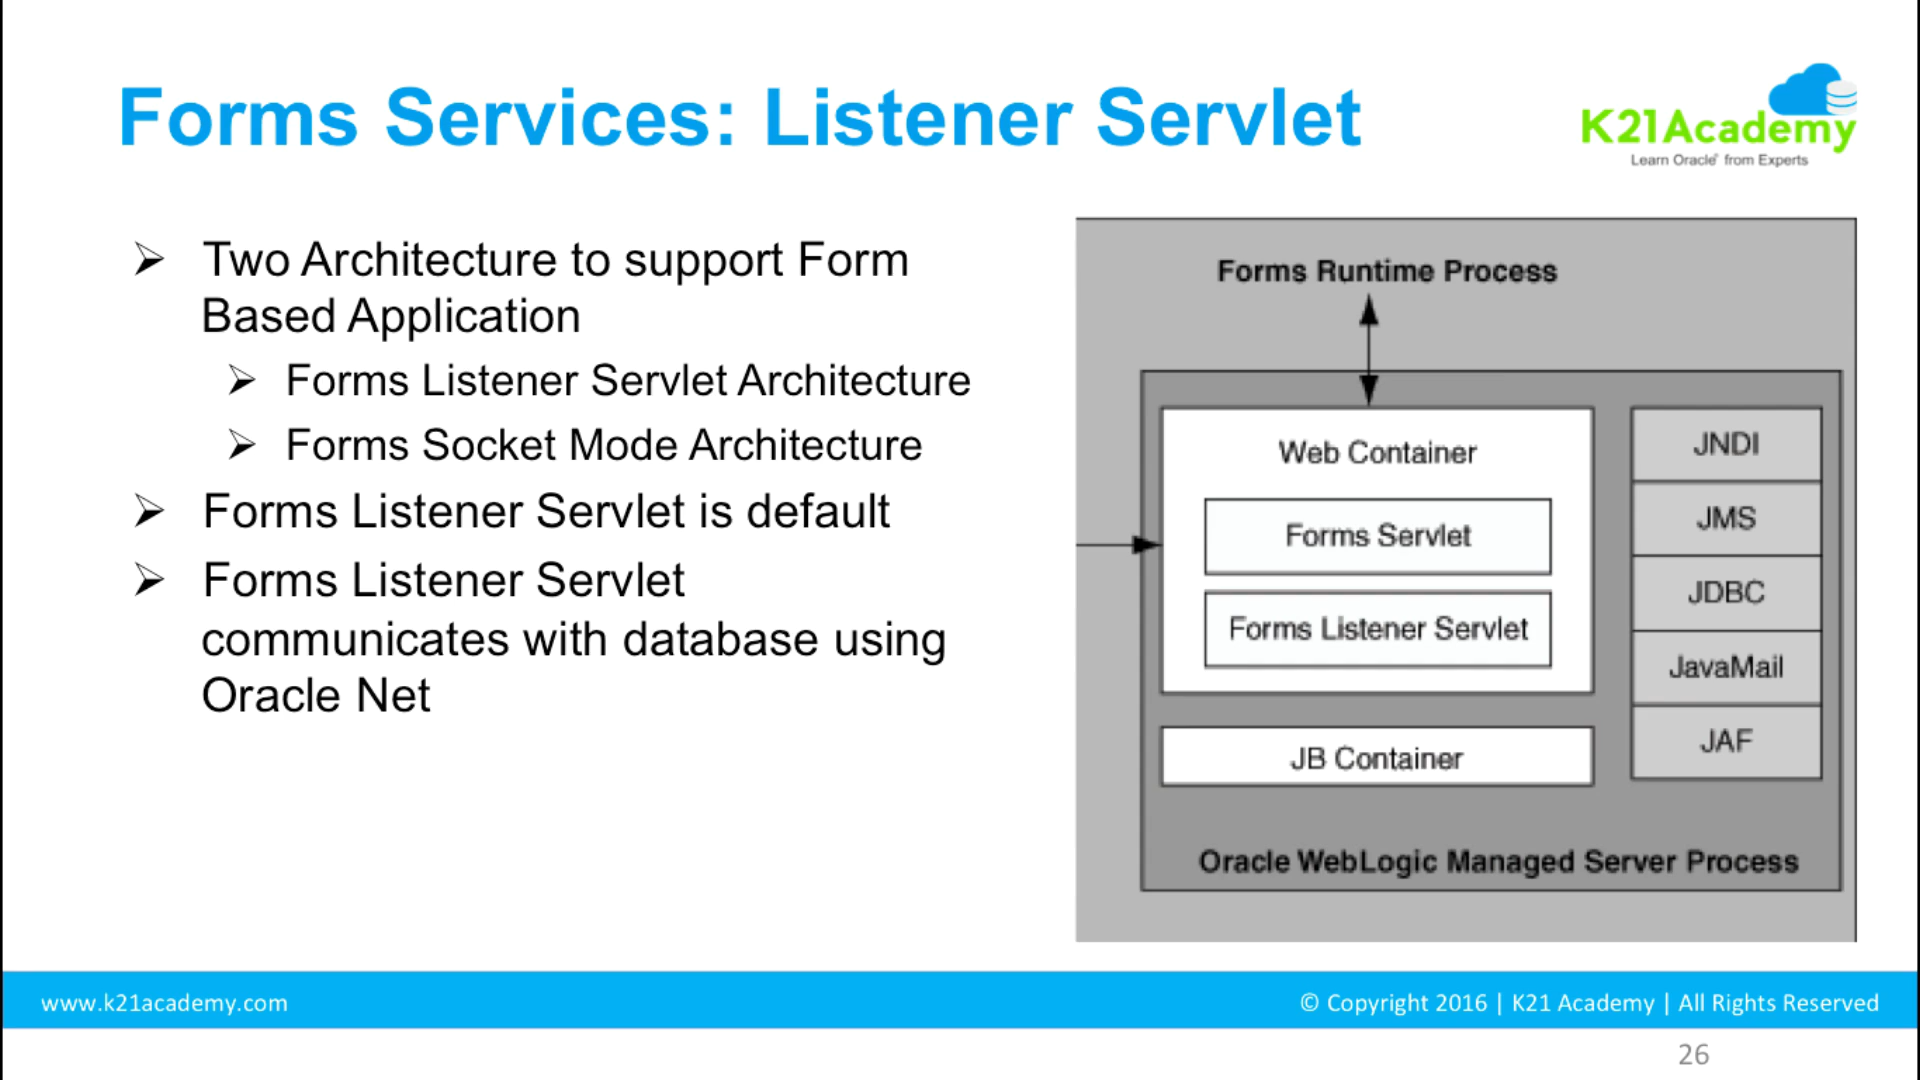 Forms Services: Listener Servlet
K21Academy
Learn Oracle® from Experts
➢ Two Architecture to support Form
Based Application
➢ Forms Listener Servlet Architecture
➢ Forms Socket Mode Architecture
➢ Forms Listener Servlet is default
➢ Forms Listener Servlet
communicates with database using
Oracle Net
Forms Runtime Process
Web Container
Forms Servlet
Forms Listener Servlet
JB Container
JNDI
JMS
JDBC
JavaMail
JAF
Oracle WebLogic Managed Server Process
www.k21academy.com
© Copyright 2016 | K21 Academy | All Rights Reserved
26